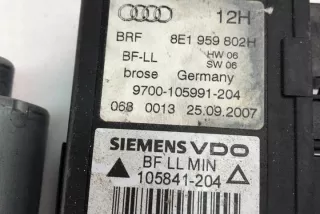 12H
BRF 8E1 959 802H
BF-LL HW 06
SW 06
brose Germany
9700-105991-204
068 0013 25.09.2007
SIEMENS VDO
BF LL MIN
105841-204